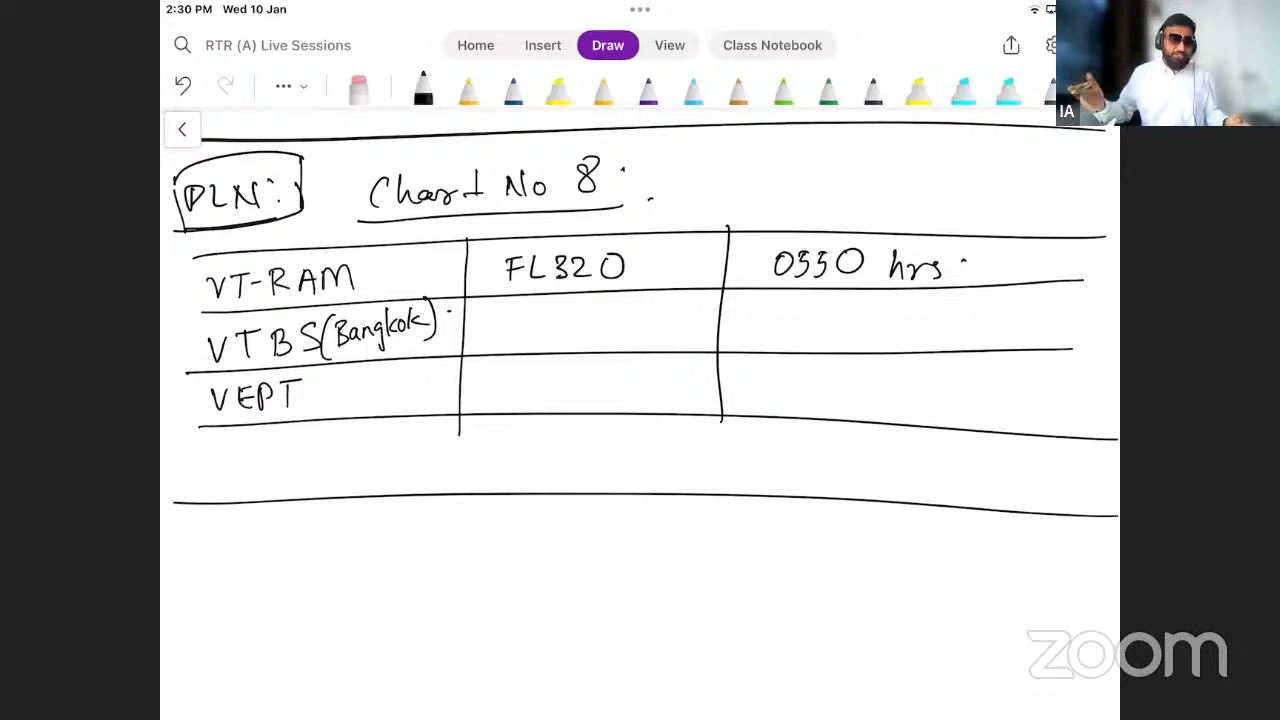 2:30 PM Wed 10 Jan
RTR (A) Live Sessions
Home Insert Draw View Class Notebook
IA
PLN: Chart No 8
VT-RAM FL320 0330 hrs.
VTBS (Bangkok)
VEPT
zoom